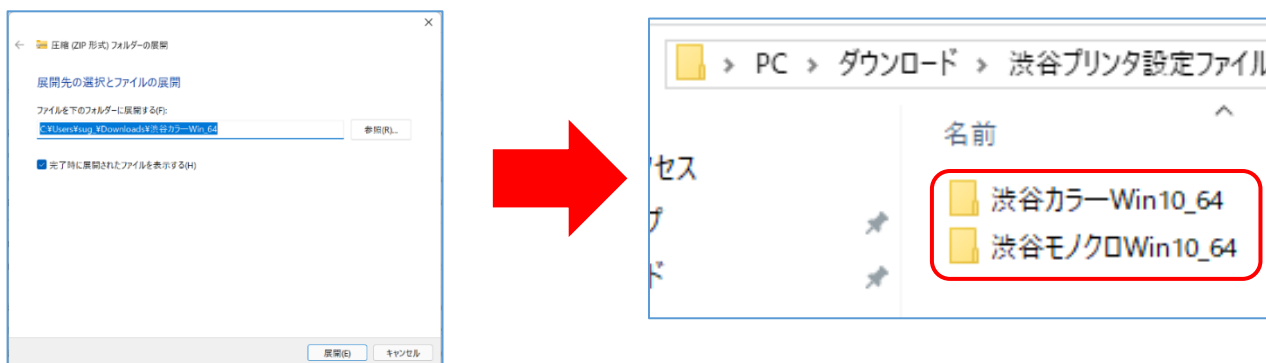 圧縮 (ZIP 形式) フォルダーの展開
展開先の選択とファイルの展開
ファイルを下のフォルダーに展開する(F):
C:¥Users¥sug_¥Downloads¥渋谷カラーWin_64
参照(R)...
完了時に展開されたファイルを表示する(H)
展開(E)
キャンセル
PC › ダウンロード › 渋谷プリンタ設定ファイル
名前
セス
プ
ド
渋谷カラーWin10_64
渋谷モノクロWin10_64